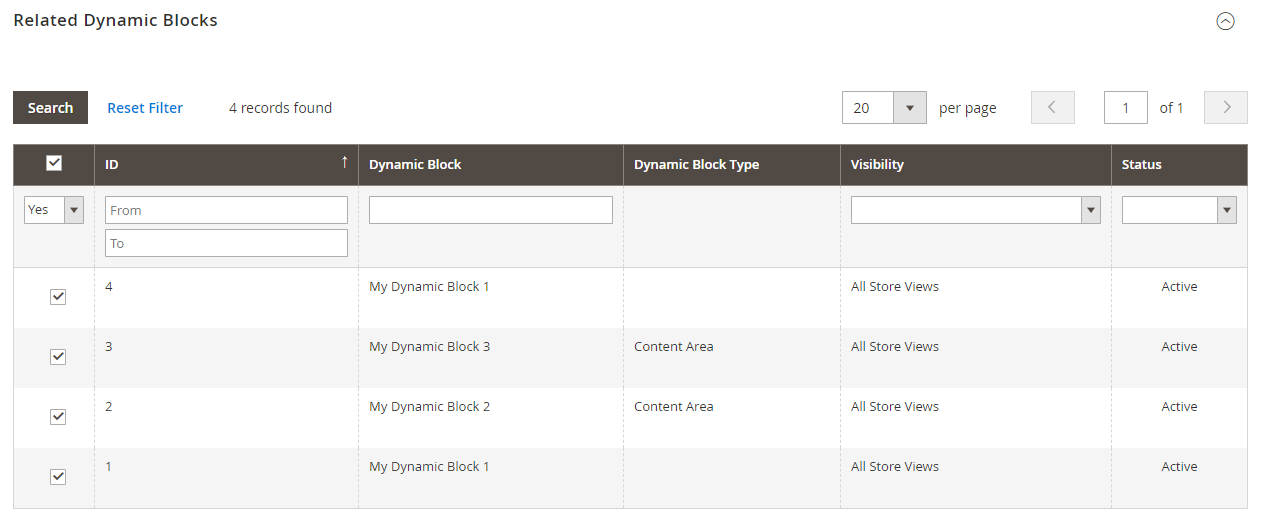 Related Dynamic Blocks
Search Reset Filter 4 records found 20 per page 1 of 1
ID ↑ Dynamic Block Dynamic Block Type Visibility Status
Yes From
To
4 My Dynamic Block 1 All Store Views Active
3 My Dynamic Block 3 Content Area All Store Views Active
2 My Dynamic Block 2 Content Area All Store Views Active
1 My Dynamic Block 1 All Store Views Active